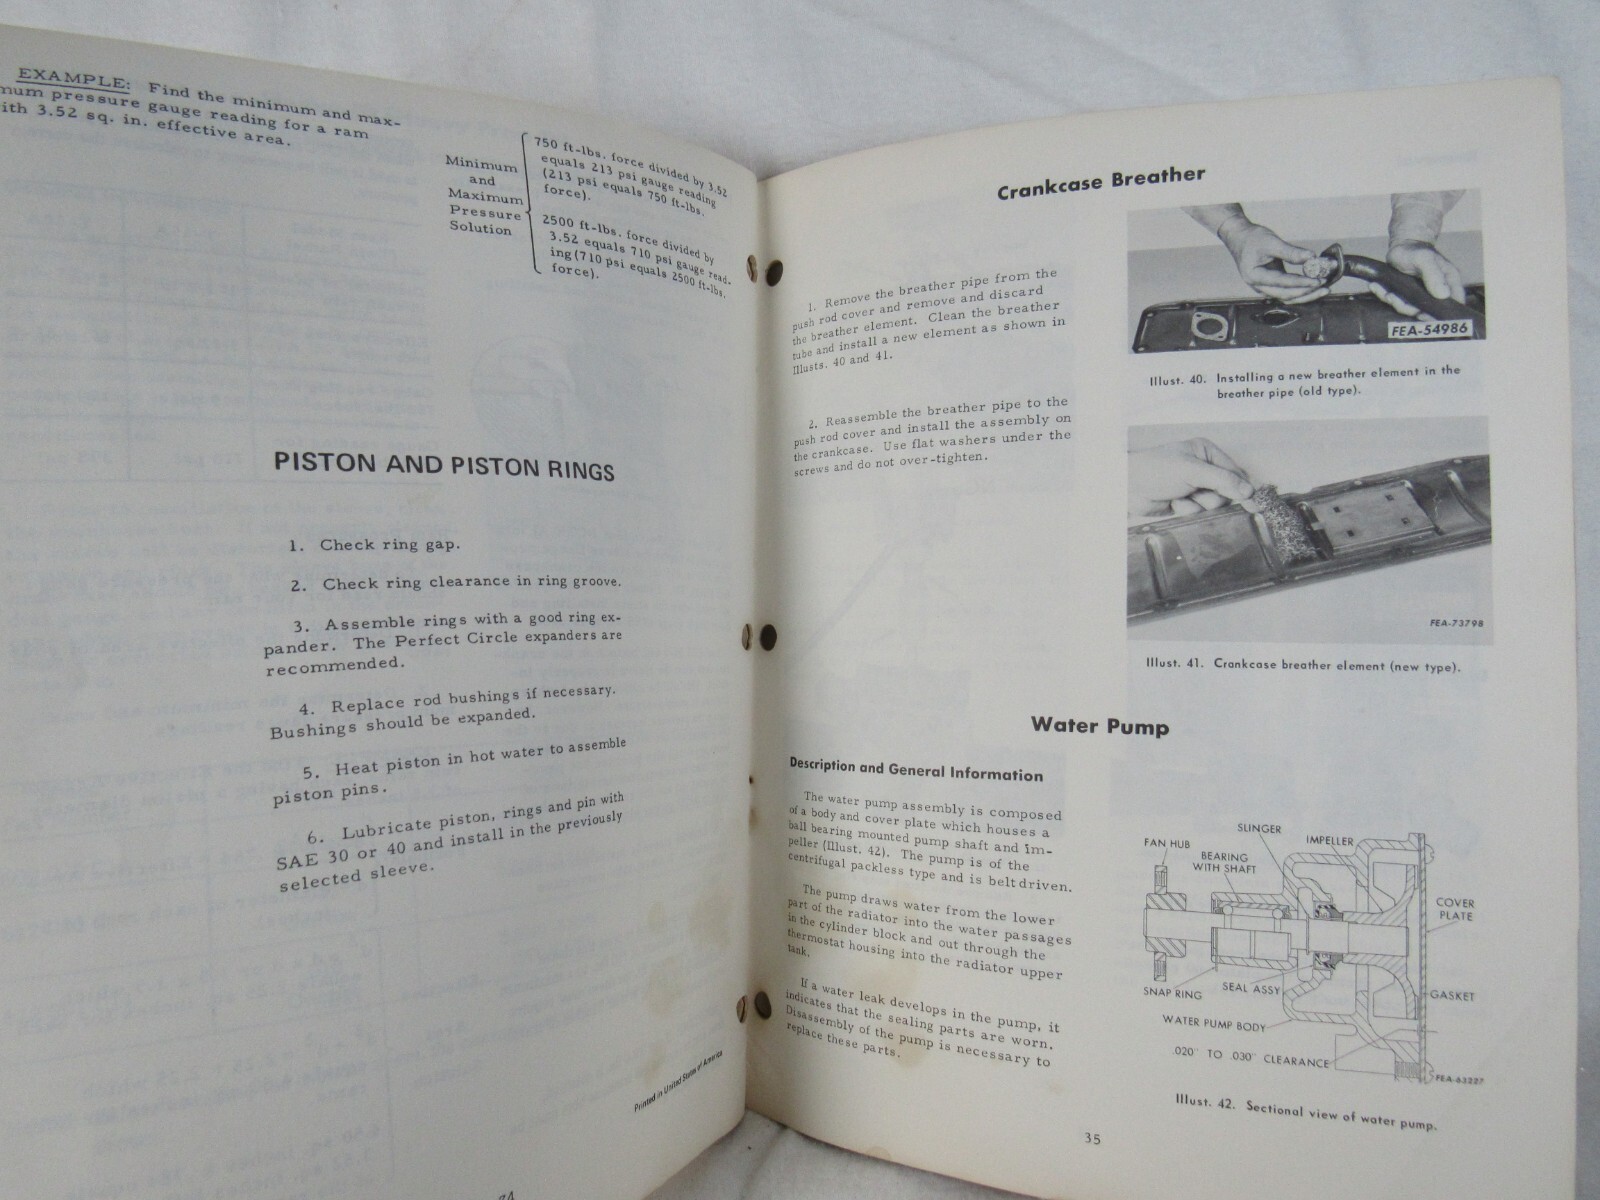 EXAMPLE: Find the minimum and max-
mum pressure gauge reading for a ram
ith 3.52 sq. in. effective area.
Minimum
and
Maximum
Pressure
Solution
750 ft-lbs. force divided by 3.52
equals 213 psi gauge reading
(213 psi equals 750 ft-lbs.
force).
2500 ft-lbs. force divided by
3.52 equals 710 psi gauge read-
ing (710 psi equals 2500 ft-lbs.
force).
PISTON AND PISTON RINGS
1. Check ring gap.
2. Check ring clearance in ring groove.
3. Assemble rings with a good ring ex-
pander. The Perfect Circle expanders are
recommended.
4. Replace rod bushings if necessary.
Bushings should be expanded.
5. Heat piston in hot water to assemble
piston pins.
6. Lubricate piston, rings and pin with
SAE 30 or 40 and install in the previously
selected sleeve.
Printed in United States of America
Crankcase Breather
1. Remove the breather pipe from the
push rod cover and remove and discard
the breather element. Clean the breather
tube and install a new element as shown in
Illusts. 40 and 41.
2. Reassemble the breather pipe to the
push rod cover and install the assembly on
the crankcase. Use flat washers under the
screws and do not over-tighten.
FEA-54986
Illust. 40. Installing a new breather element in the
breather pipe (old type).
FEA-73798
Illust. 41. Crankcase breather element (new type).
Water Pump
Description and General Information
The water pump assembly is composed
of a body and cover plate which houses a
ball bearing mounted pump shaft and im-
peller (Illust. 42). The pump is of the
centrifugal packless type and is belt driven.
The pump draws water from the lower
part of the radiator into the water passages
in the cylinder block and out through the
thermostat housing into the radiator upper
tank.
If a water leak develops in the pump, it
indicates that the sealing parts are worn.
Disassembly of the pump is necessary to
replace these parts.
SLINGER
FAN HUB
IMPELLER
BEARING
WITH SHAFT
COVER
PLATE
SNAP RING
SEAL ASSY
GASKET
WATER PUMP BODY
.020" TO .030" CLEARANCE
FEA-63227
Illust. 42. Sectional view of water pump.
35